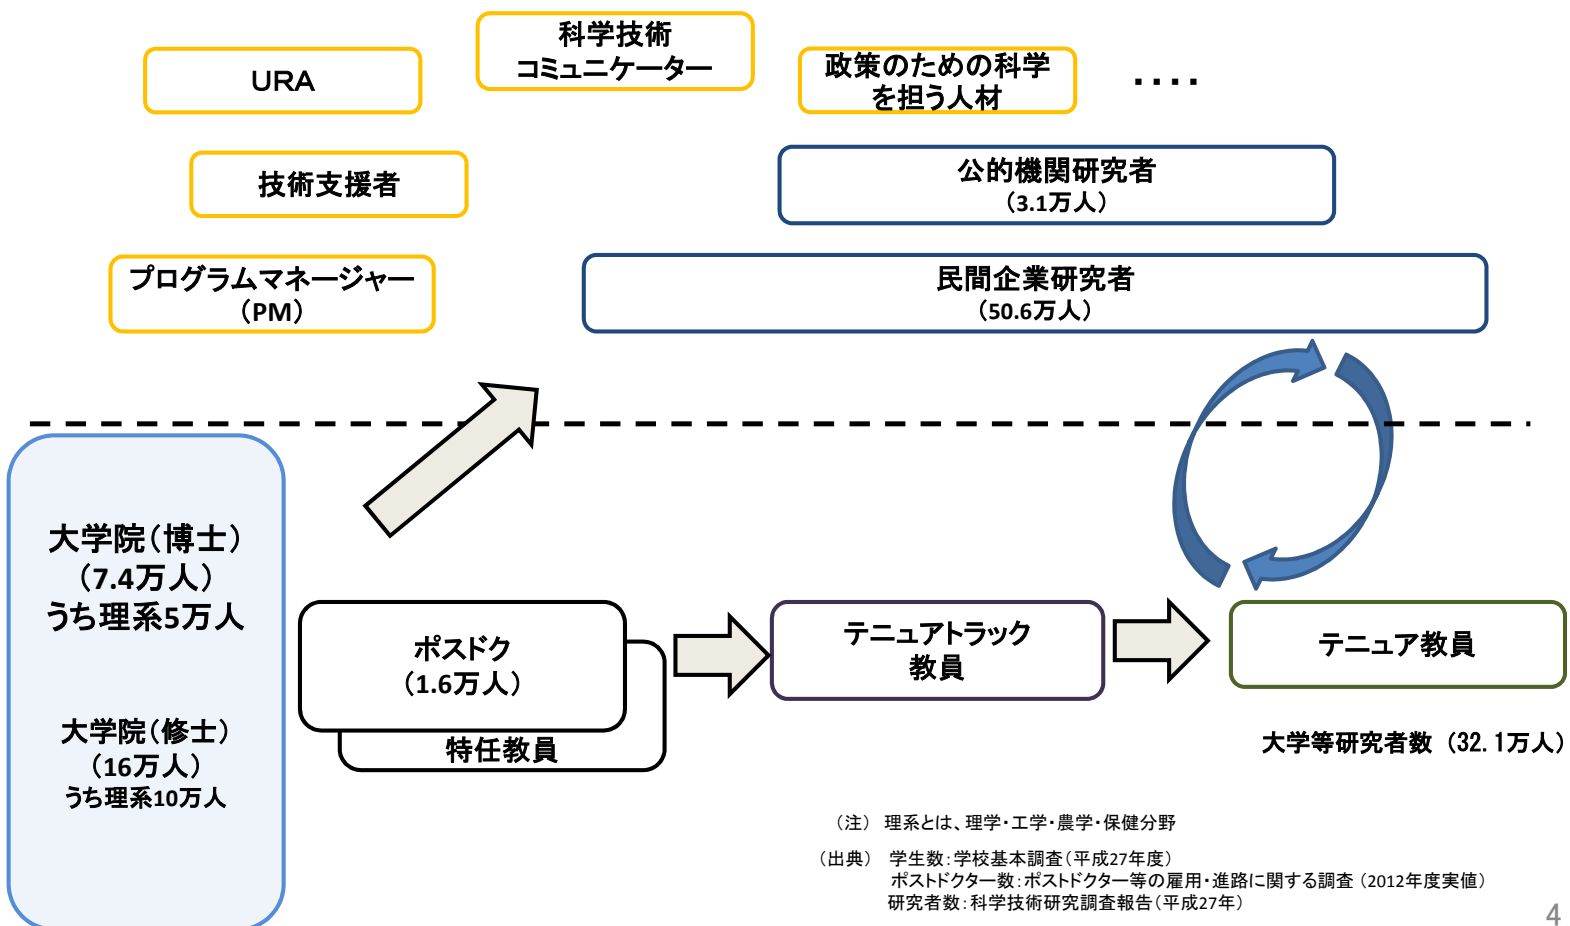 科学技術
コミュニケーター
URA
政策のための科学
を担う人材
····
技術支援者
公的機関研究者
（3.1万人）
プログラムマネージャー
（PM）
民間企業研究者
（50.6万人）
大学院（博士）
（7.4万人）
うち理系5万人
大学院（修士）
（16万人）
うち理系10万人
ポスドク
（1.6万人）
特任教員
テニュアトラック
教員
テニュア教員
大学等研究者数（32.1万人）
（注） 理系とは、理学・工学・農学・保健分野
（出典） 学生数：学校基本調査（平成27年度）
ポストドクター数：ポストドクター等の雇用・進路に関する調査（2012年度実値）
研究者数：科学技術研究調査報告（平成27年）
4